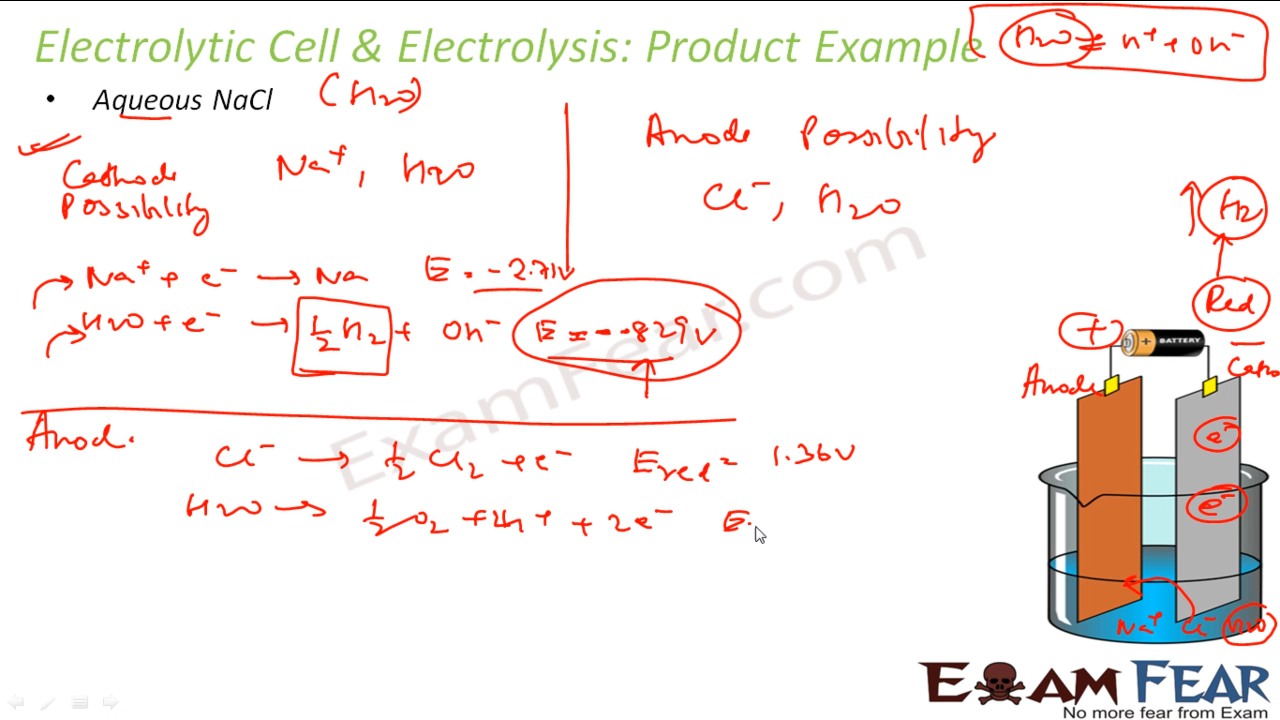 Electrolytic Cell & Electrolysis: Product Example
H2O ⇌ H+ + OH-
• Aqueous NaCl (H2O)
Cathode Possibility
Na+, H2O
Na+ + e- → Na E = -2.71V
H2O + e- → 1/2 H2 + OH- E = -.829V
Anode Possibility
Cl-, H2O
Anod.
Cl- → 1/2 Cl2 + e- Ered = 1.36V
H2O → 1/2 O2 + 2H+ + 2e- E.
H2
Red
+
+ BATTERY
-
Anode
Catho
e-
e-
Na+ Cl- H2O
ExamFear.com
EXAM FEAR
No more fear from Exam